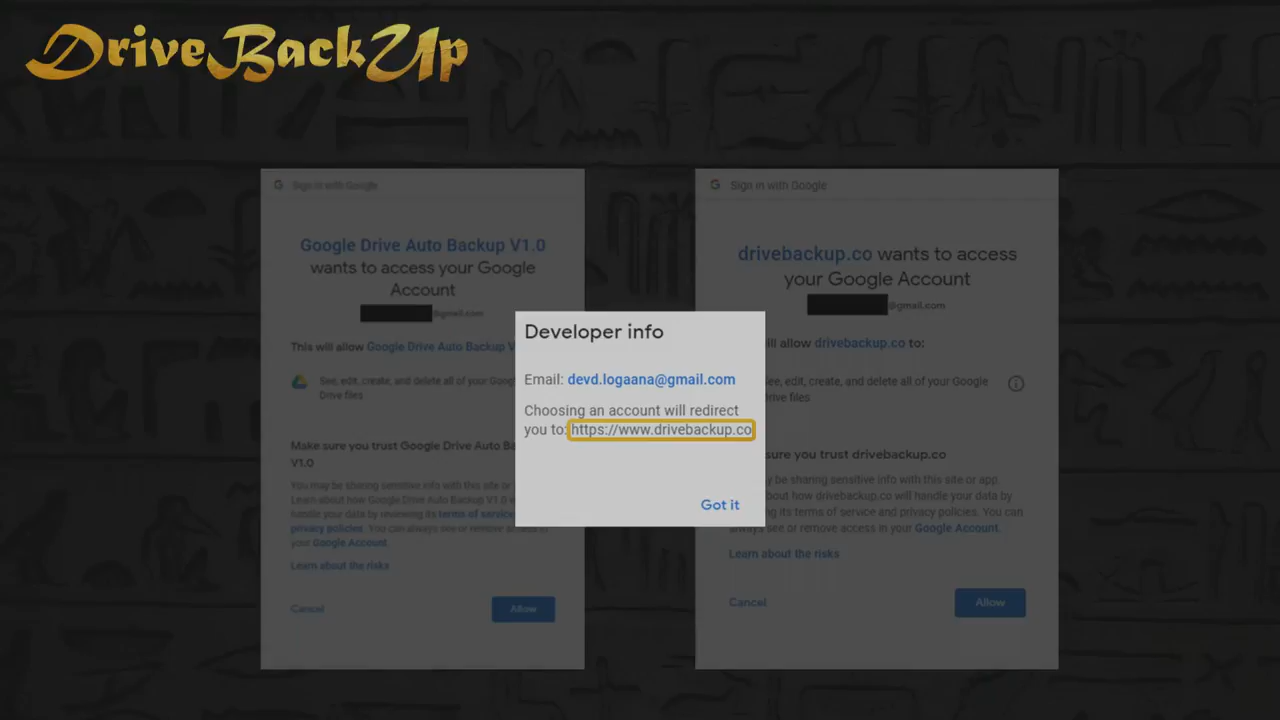 DriveBackUp
Sign in with Google
Google Drive Auto Backup V1.0
wants to access your Google
Account
@gmail.com
This will allow Google Drive Auto Backup V
See, edit, create, and delete all of your Goog
Drive files
Make sure you trust Google Drive Auto Ba
V1.0
You may be sharing sensitive info with this site or app.
Learn about how Google Drive Auto Backup V1.0 w
handle your data by reviewing its terms of service
privacy policies. You can always see or remove access in
your Google Account.
Learn about the risks
Cancel
Allow
Developer info
Email: devd.logaana@gmail.com
Choosing an account will redirect
you to: https://www.drivebackup.co
Got it
Sign in with Google
drivebackup.co wants to access
your Google Account
@gmail.com
ill allow drivebackup.co to:
ee, edit, create, and delete all of your Google
rive files
sure you trust drivebackup.co
ay be sharing sensitive info with this site or app.
about how drivebackup.co will handle your data by
ing its terms of service and privacy policies. You can
always see or remove access in your Google Account.
Learn about the risks
Cancel
Allow